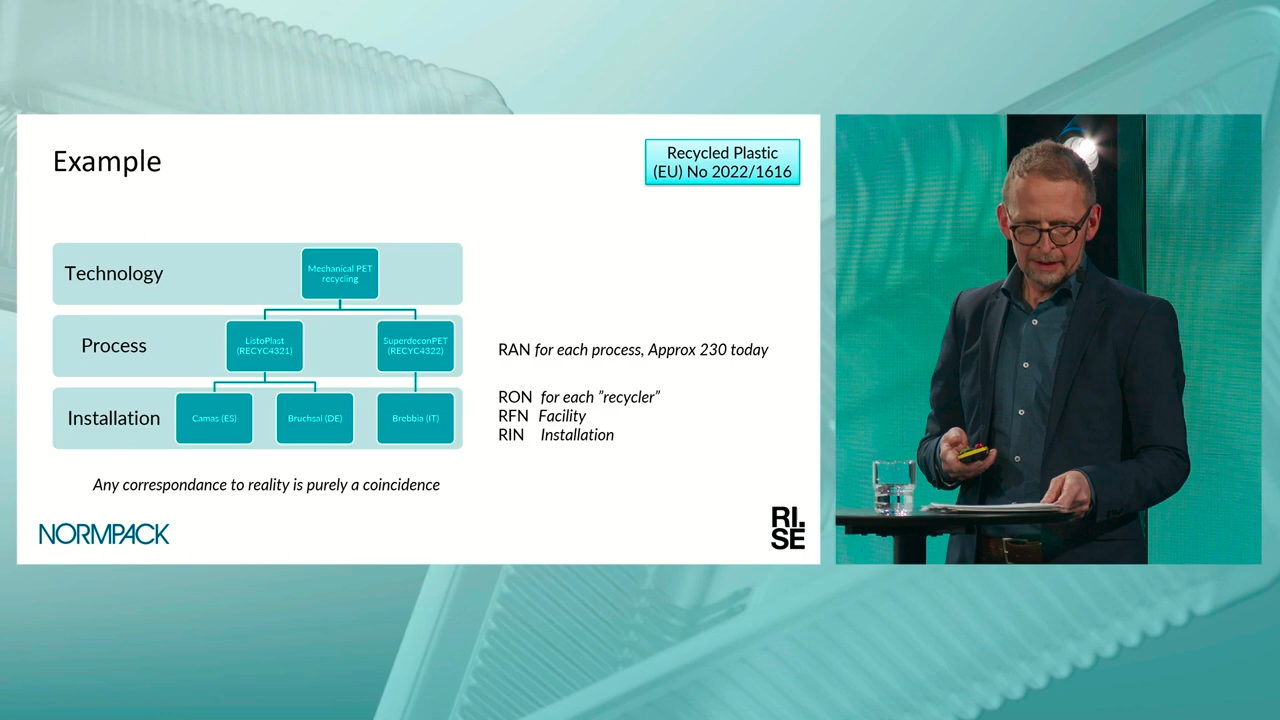 Example
Recycled Plastic
(EU) No 2022/1616
Technology
Mechanical PET
recycling
Process
ListoPlast
(RECYC4321)
SuperdeconPET
(RECYC4322)
RAN for each process, Approx 230 today
Installation
Camas (ES)
Bruchsal (DE)
Brebbia (IT)
RON for each ”recycler”
RFN Facility
RIN Installation
Any correspondance to reality is purely a coincidence
NORMPACK
RI.
SE